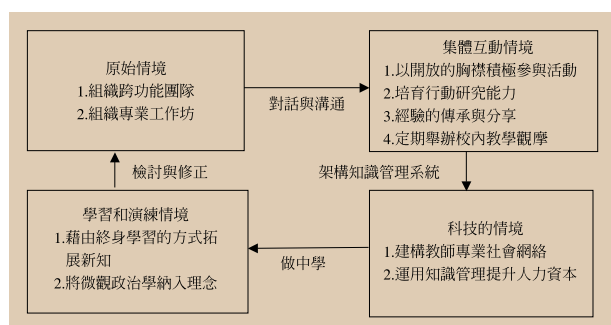 原始情境
1.組織跨功能團隊
2.組織專業工作坊
對話與溝通
集體互動情境
1.以開放的胸襟積極參與活動
2.培育行動研究能力
3.經驗的傳承與分享
4.定期舉辦校內教學觀摩
架構知識管理系統
科技的情境
1.建構教師專業社會網絡
2.運用知識管理提升人力資本
做中學
學習和演練情境
1.藉由終身學習的方式拓
展新知
2.將微觀政治學納入理念
檢討與修正